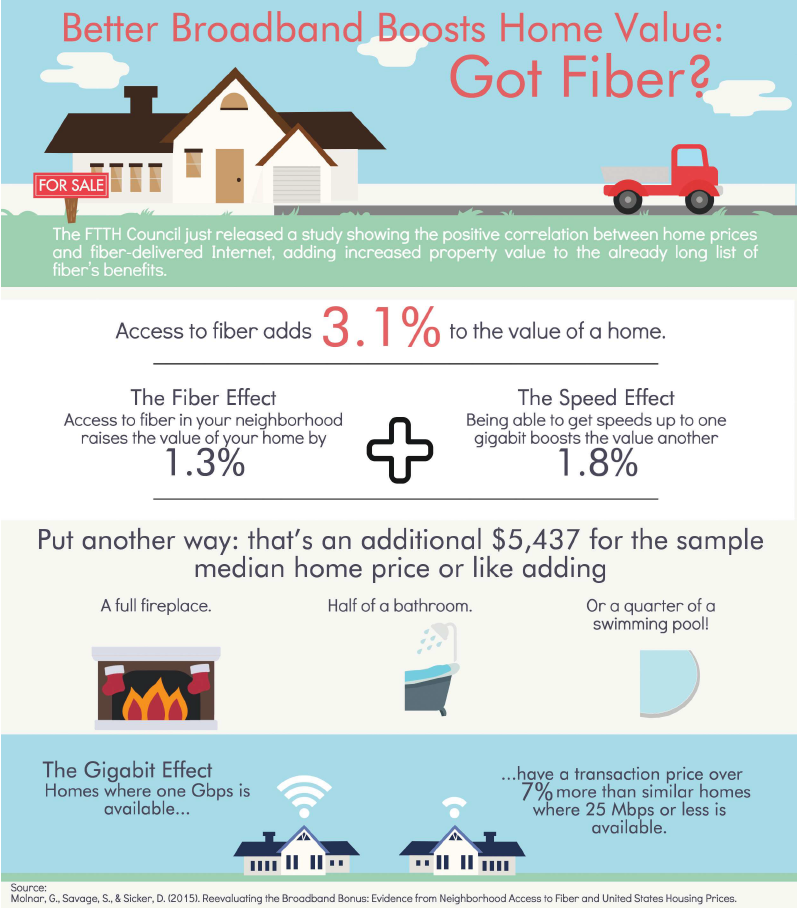 Better Broadband Boosts Home Value:
Got Fiber?
FOR SALE
The FTTH Council just released a study showing the positive correlation between home prices
and fiber-delivered Internet, adding increased property value to the already long list of
fiber's benefits.
Access to fiber adds 3.1% to the value of a home.
The Fiber Effect
Access to fiber in your neighborhood
raises the value of your home by
1.3%
The Speed Effect
Being able to get speeds up to one
gigabit boosts the value another
1.8%
Put another way: that's an additional $5,437 for the sample
median home price or like adding
A full fireplace.
Half of a bathroom.
Or a quarter of a
swimming pool!
The Gigabit Effect
Homes where one Gbps is
available...
...have a transaction price over
7% more than similar homes
where 25 Mbps or less is
available.
Source:
Molnar, G., Savage, S., & Sicker, D. (2015). Reevaluating the Broadband Bonus: Evidence from Neighborhood Access to Fiber and United States Housing Prices.